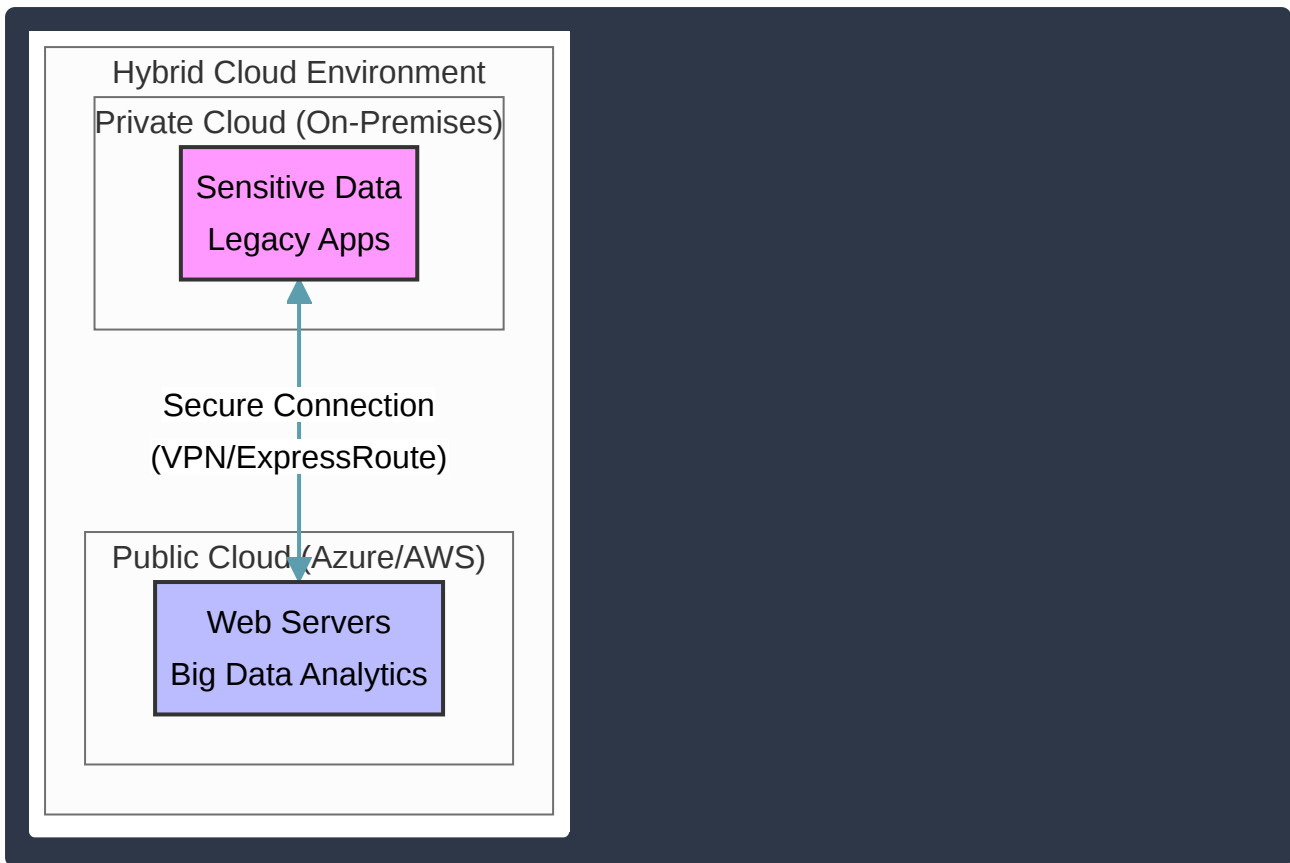 Hybrid Cloud Environment
Private Cloud (On-Premises)
Sensitive Data
Legacy Apps
Secure Connection
(VPN/ExpressRoute)
Public Cloud (Azure/AWS)
Web Servers
Big Data Analytics